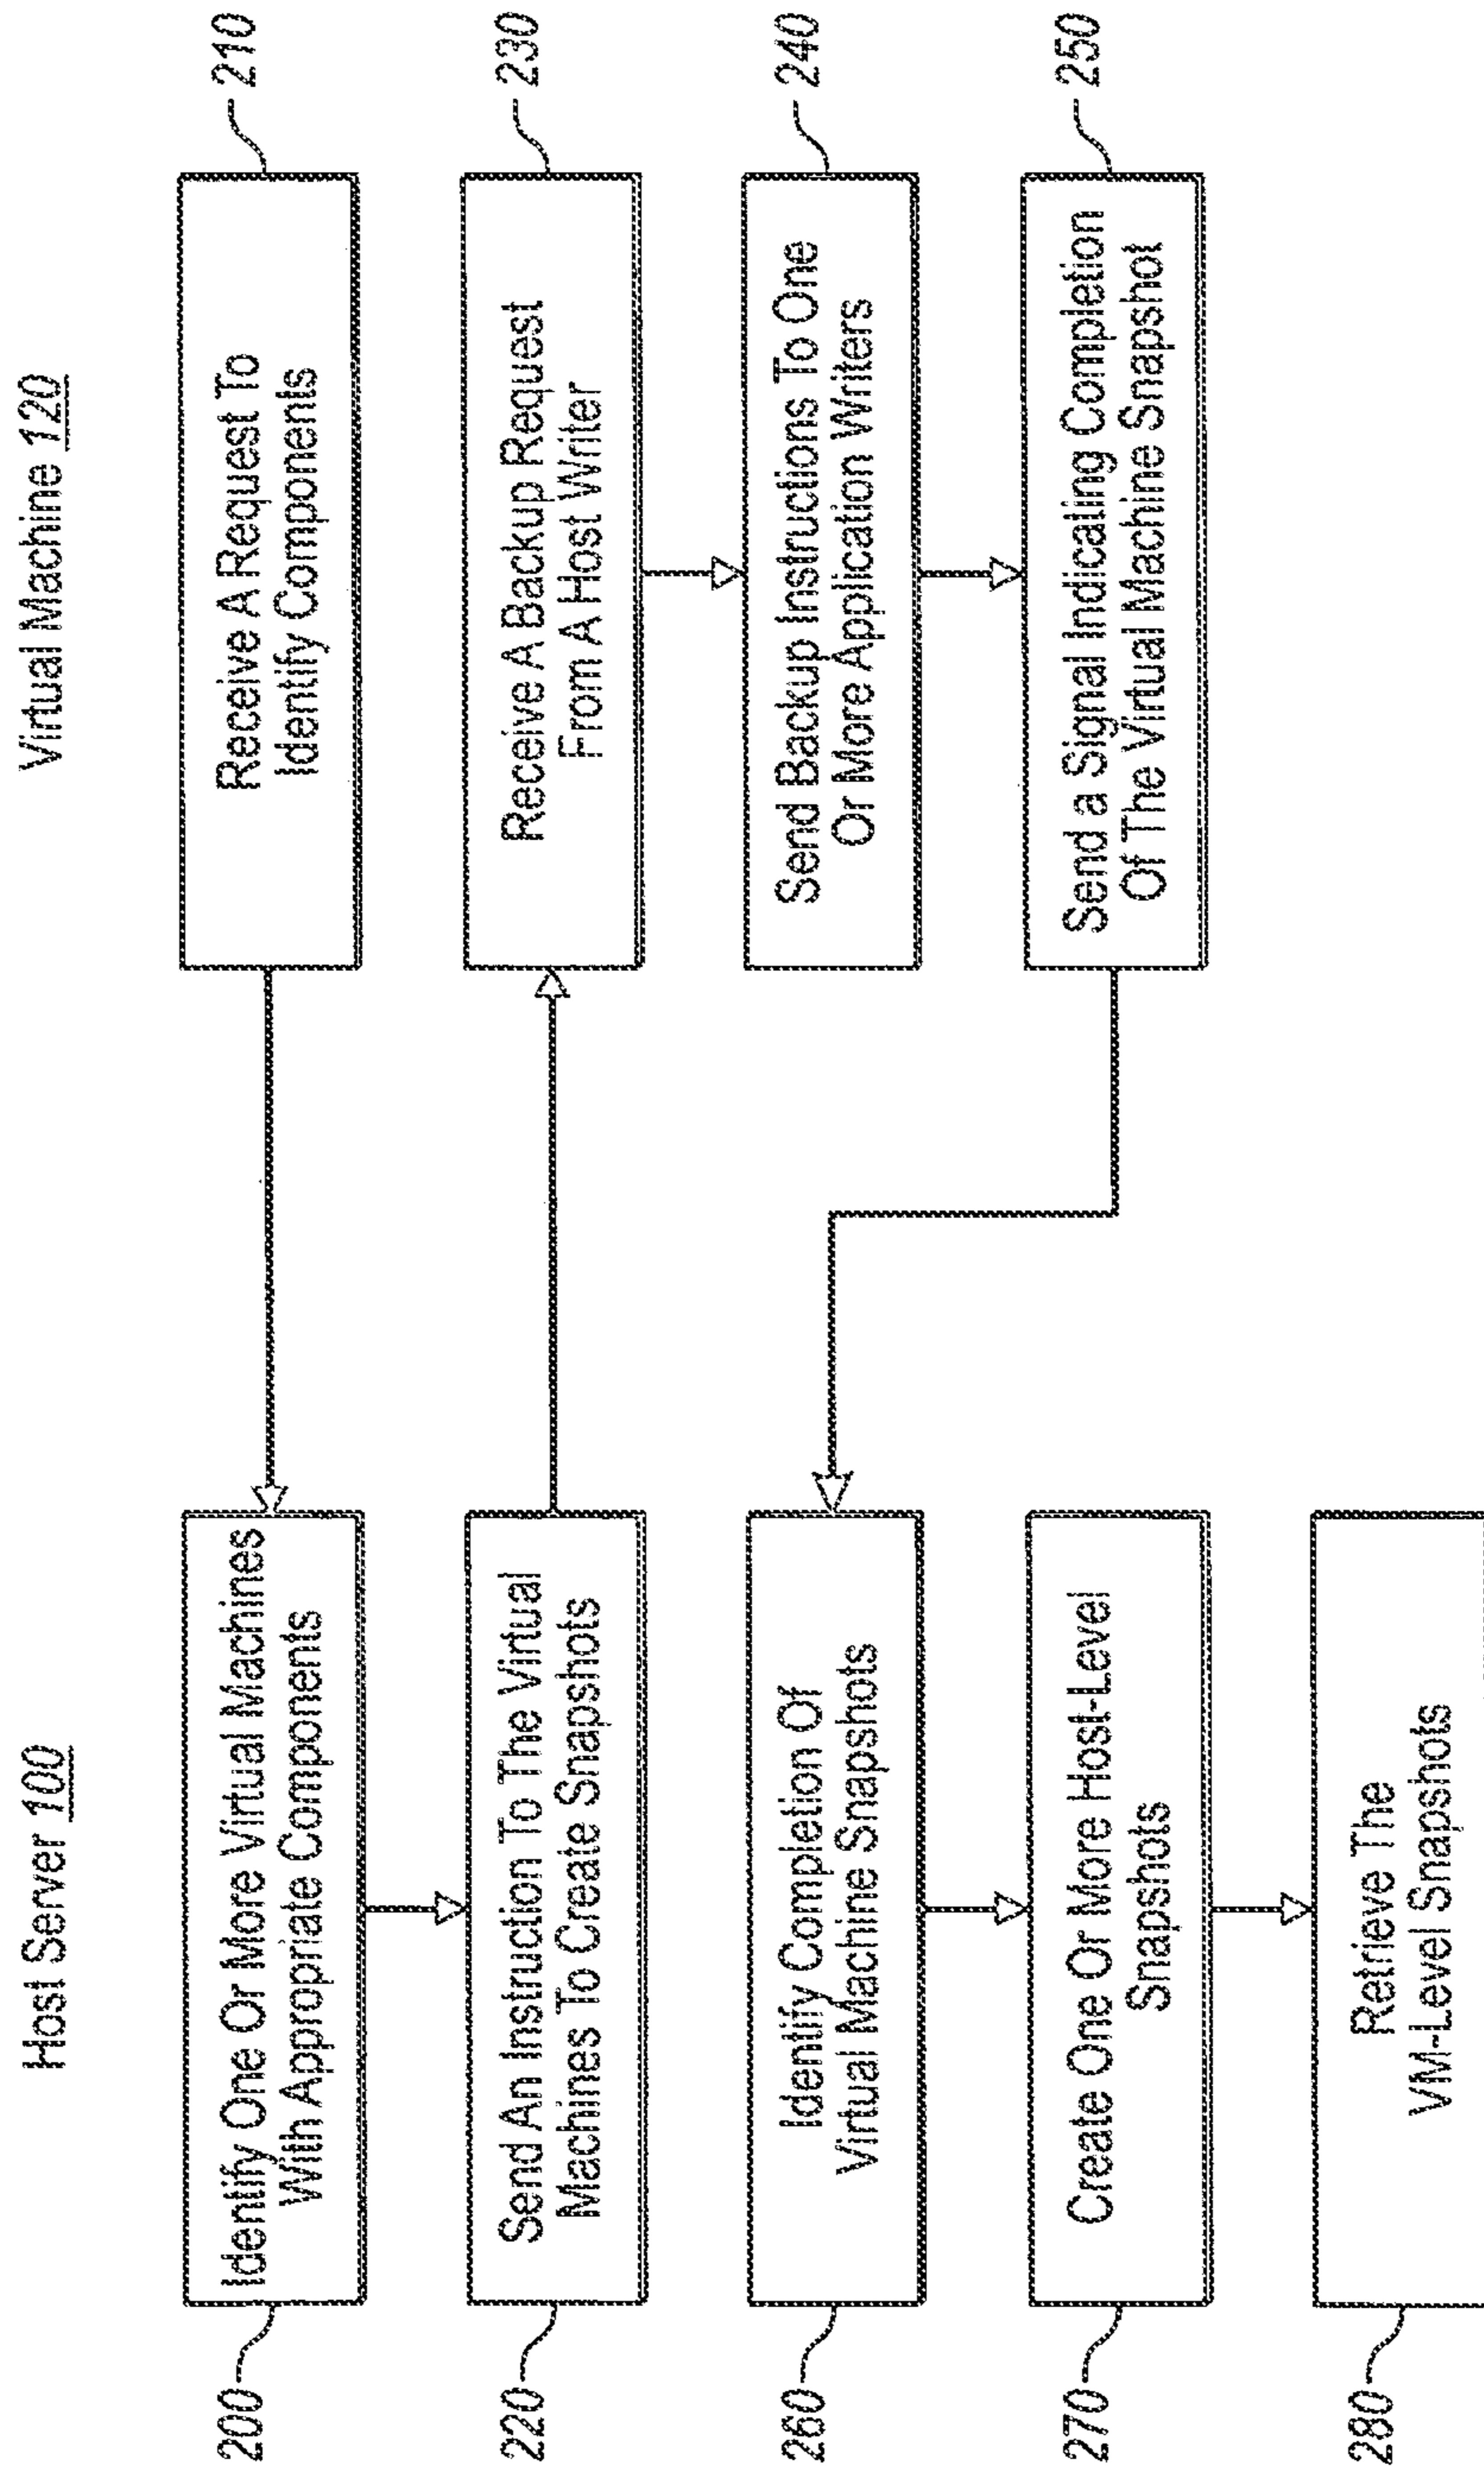 Host Server 100
Virtual Machine 120
200
Identify One Or More Virtual Machines
With Appropriate Components
Receive A Request To
Identify Components
210
220
Send An Instruction To The Virtual
Machines To Create Snapshots
Receive A Backup Request
From A Host Writer
230
260
Identify Completion Of
Virtual Machine Snapshots
Send Backup Instructions To One
Or More Application Writers
240
270
Create One Or More Host-Level
Snapshots
Send a Signal Indicating Completion
Of The Virtual Machine Snapshot
250
280
Retrieve The
VM-Level Snapshots